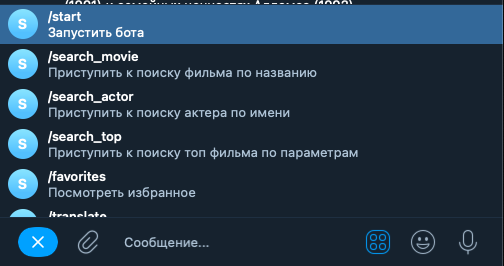 S
/start
Запустить бота
S
/search_movie
Приступить к поиску фильма по названию
S
/search_actor
Приступить к поиску актера по имени
S
/search_top
Приступить к поиску топ фильма по параметрам
S
/favorites
Посмотреть избранное
/translate
Сообщение...